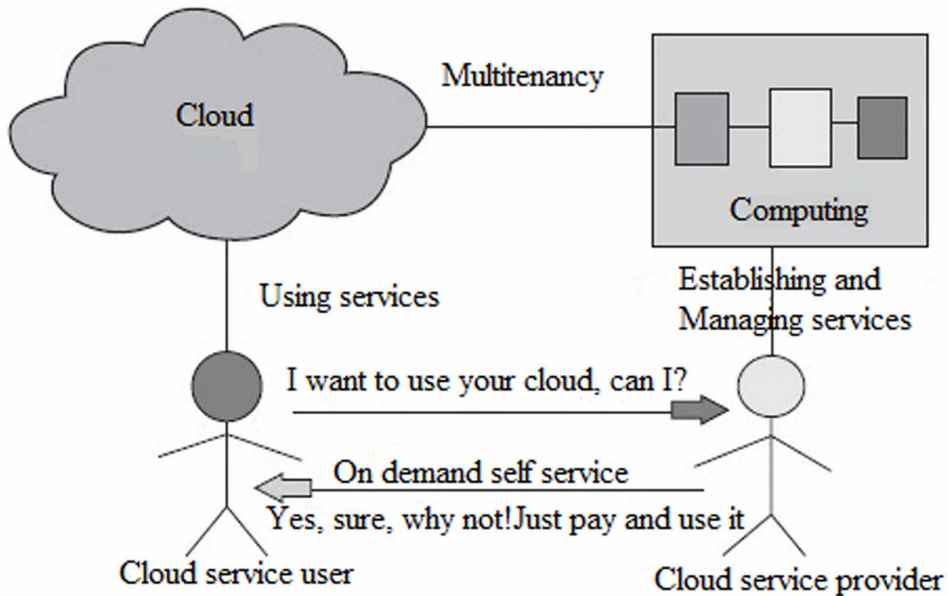 Multitenancy
Cloud
Computing
Using services
Establishing and
Managing services
I want to use your cloud, can I?
On demand self service
Yes, sure, why not!Just pay and use it
Cloud service user
Cloud service provider